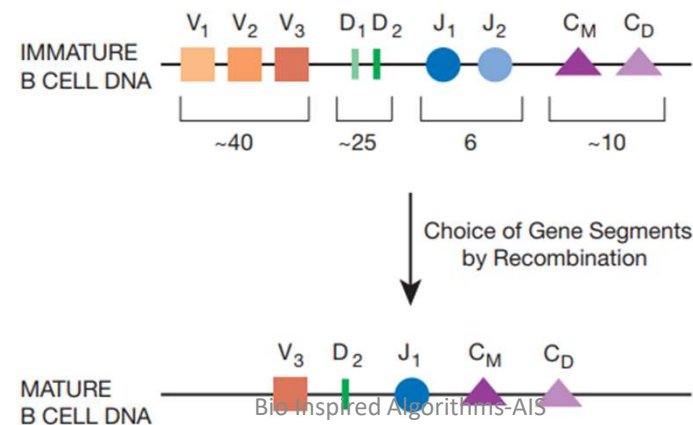 V1 V2 V3 D1 D2 J1 J2 CM CD
IMMATURE
B CELL DNA
~40 ~25 6 ~10
Choice of Gene Segments
by Recombination
V3 D2 J1 CM CD
MATURE
B CELL DNA
Bio Inspired Algorithms-AIS